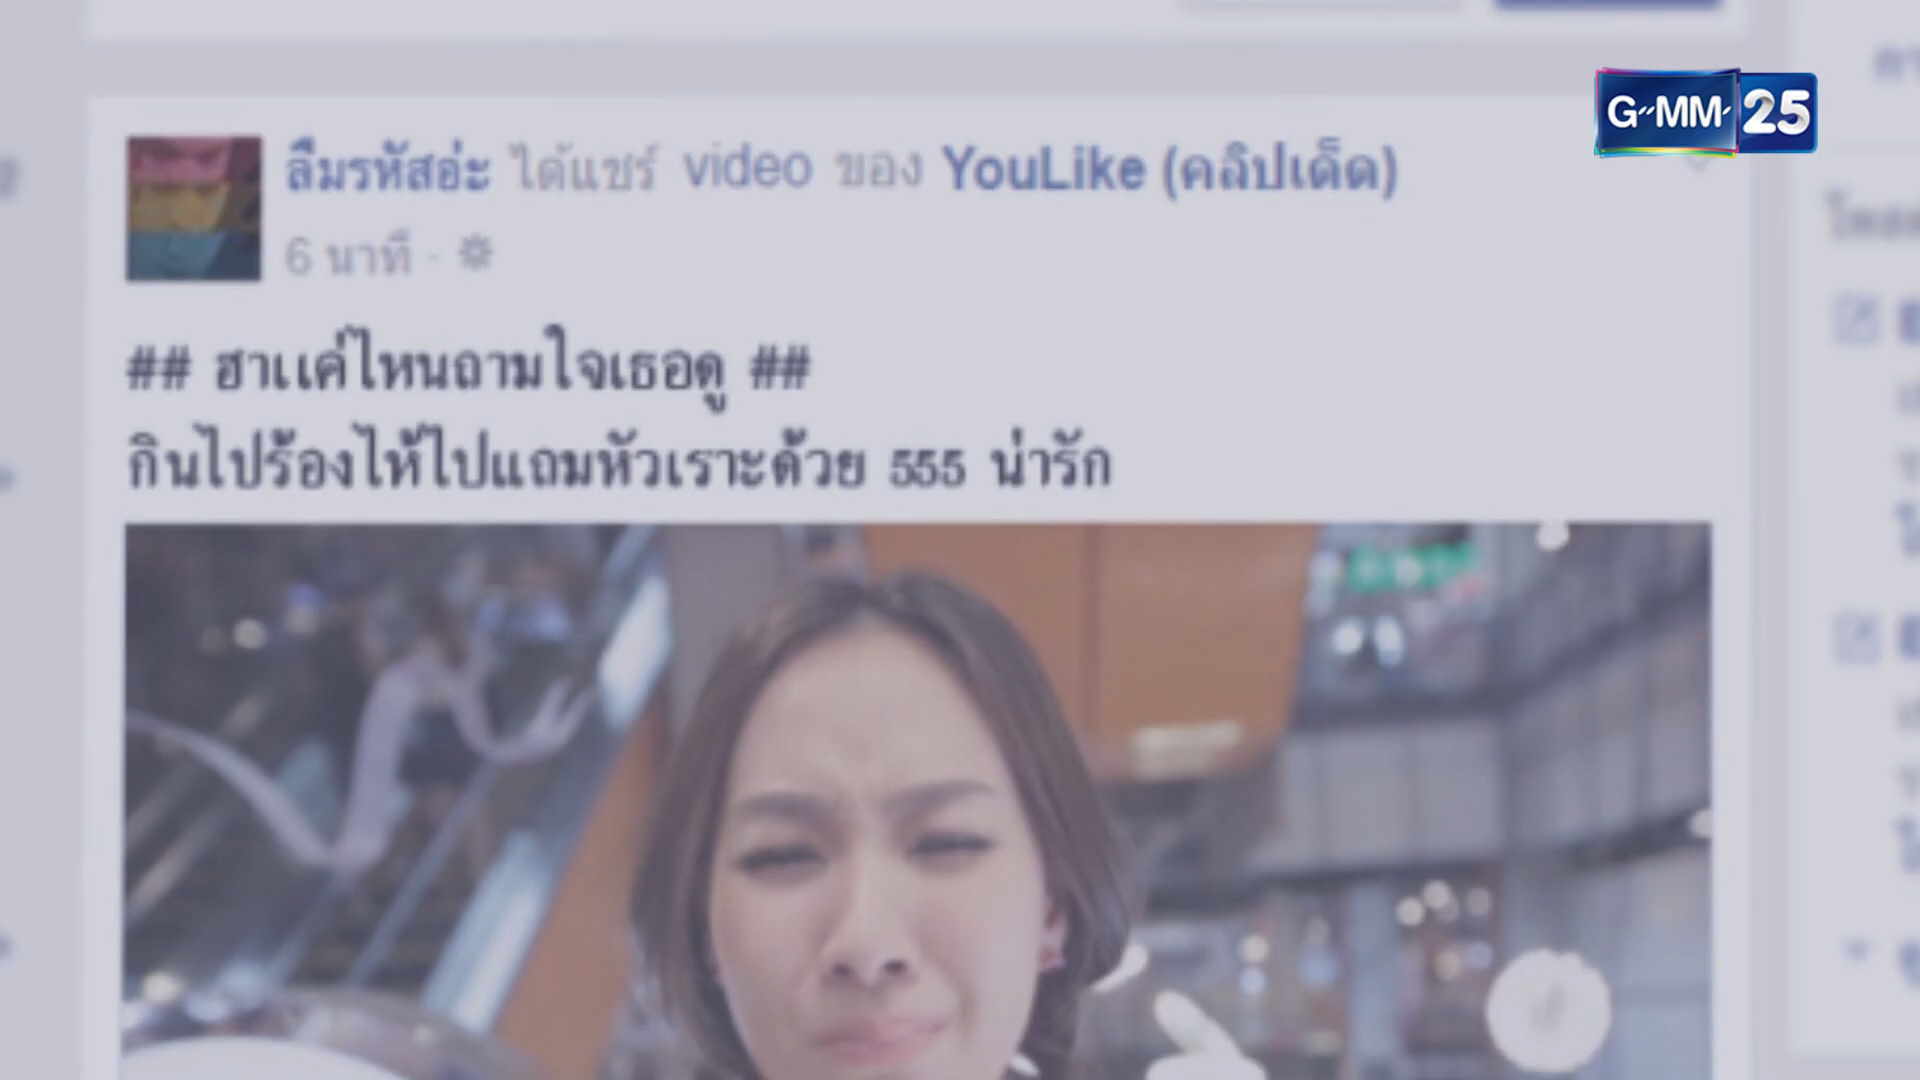 GMM 25
ลืมรหัสอ่ะ ได้แชร์ video ของ YouLike (คลิปเด็ด)
6 นาที
## ฮาแค่ไหนถามใจเธอดู ##
กินไปร้องไห้ไปแถมหัวเราะด้วย 555 น่ารัก